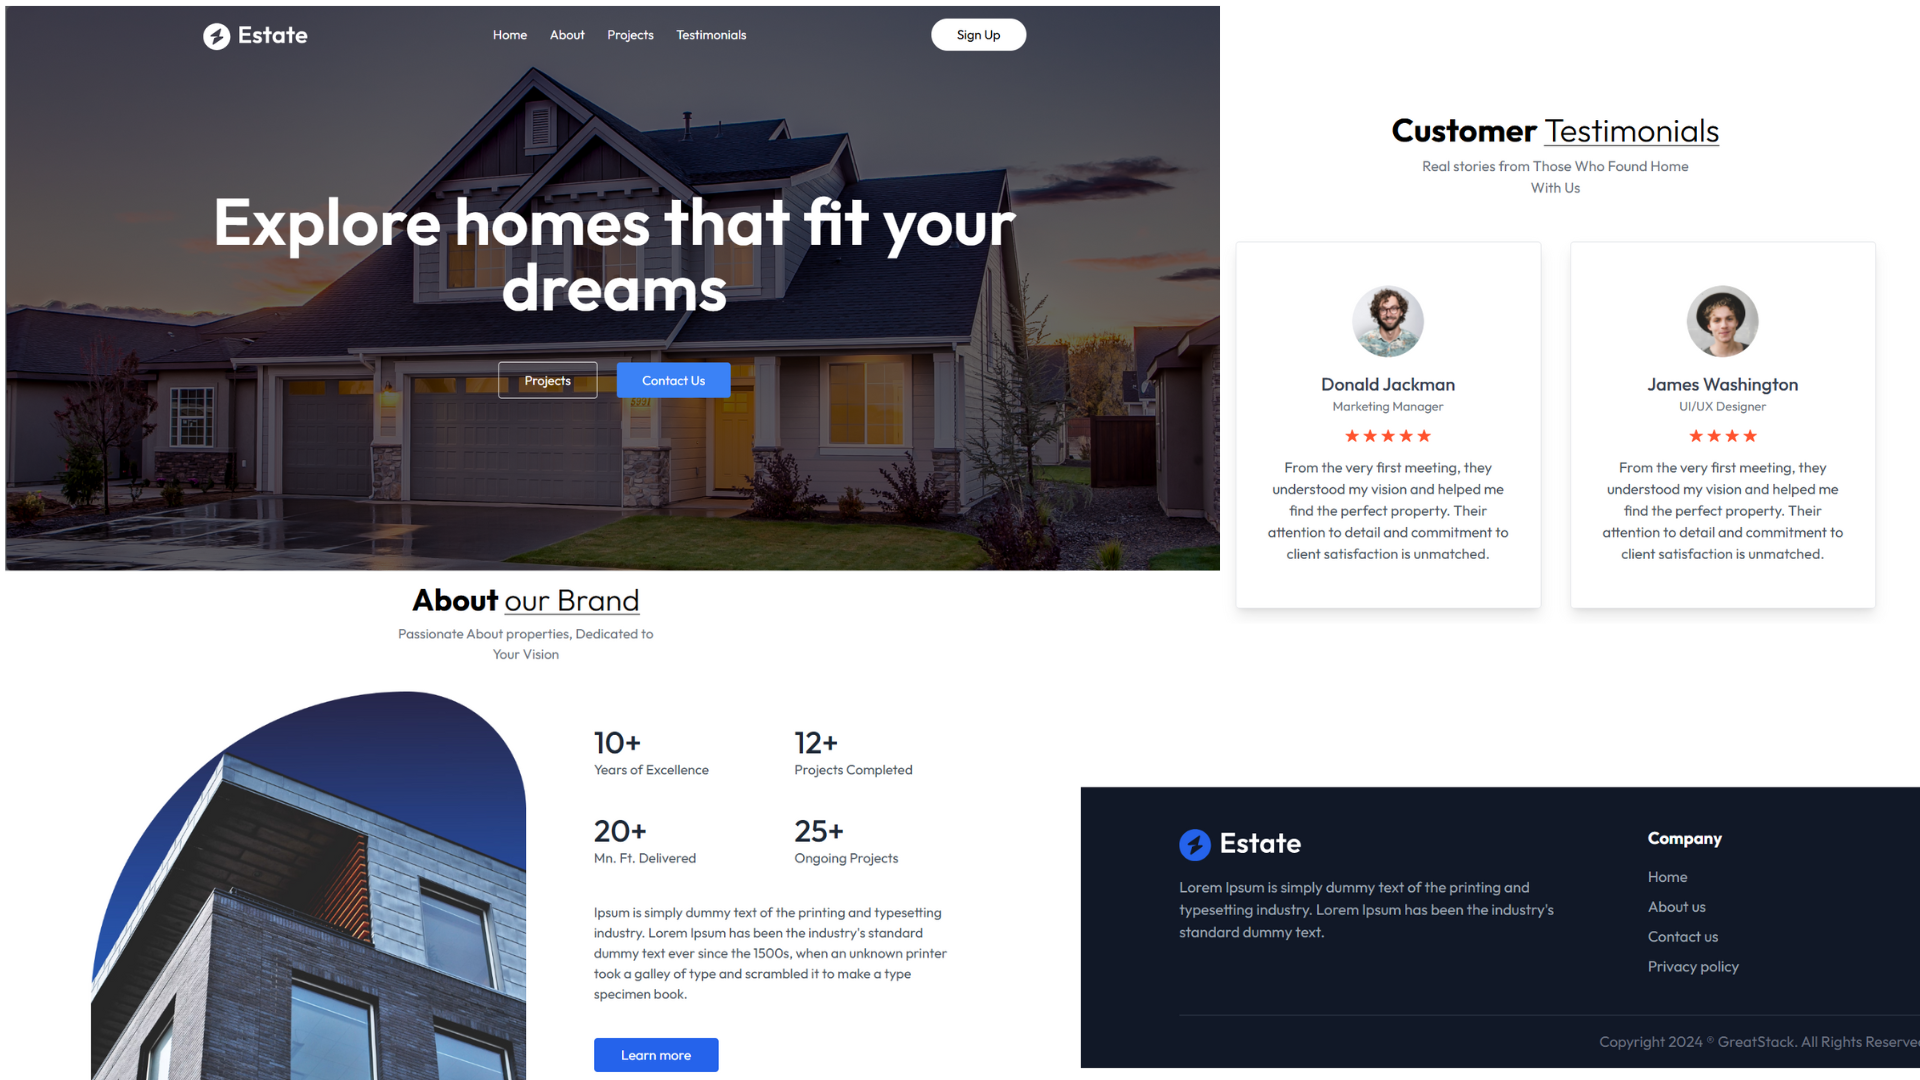 Estate
Home
About
Projects
Testimonials
Sign Up
Explore homes that fit your
dreams
Projects
Contact Us
About our Brand
Passionate About properties, Dedicated to
Your Vision
10+
Years of Excellence
12+
Projects Completed
20+
Mn. Ft. Delivered
25+
Ongoing Projects
Ipsum is simply dummy text of the printing and typesetting
industry. Lorem Ipsum has been the industry's standard
dummy text ever since the 1500s, when an unknown printer
took a galley of type and scrambled it to make a type
specimen book.
Learn more
Customer Testimonials
Real stories from Those Who Found Home
With Us
Donald Jackman
Marketing Manager
★★★★★
From the very first meeting, they
understood my vision and helped me
find the perfect property. Their
attention to detail and commitment to
client satisfaction is unmatched.
James Washington
UI/UX Designer
★★★★
From the very first meeting, they
understood my vision and helped me
find the perfect property. Their
attention to detail and commitment to
client satisfaction is unmatched.
Estate
Lorem Ipsum is simply dummy text of the printing and
typesetting industry. Lorem Ipsum has been the industry's
standard dummy text.
Company
Home
About us
Contact us
Privacy policy
Copyright 2024 © GreatStack. All Rights Reserve